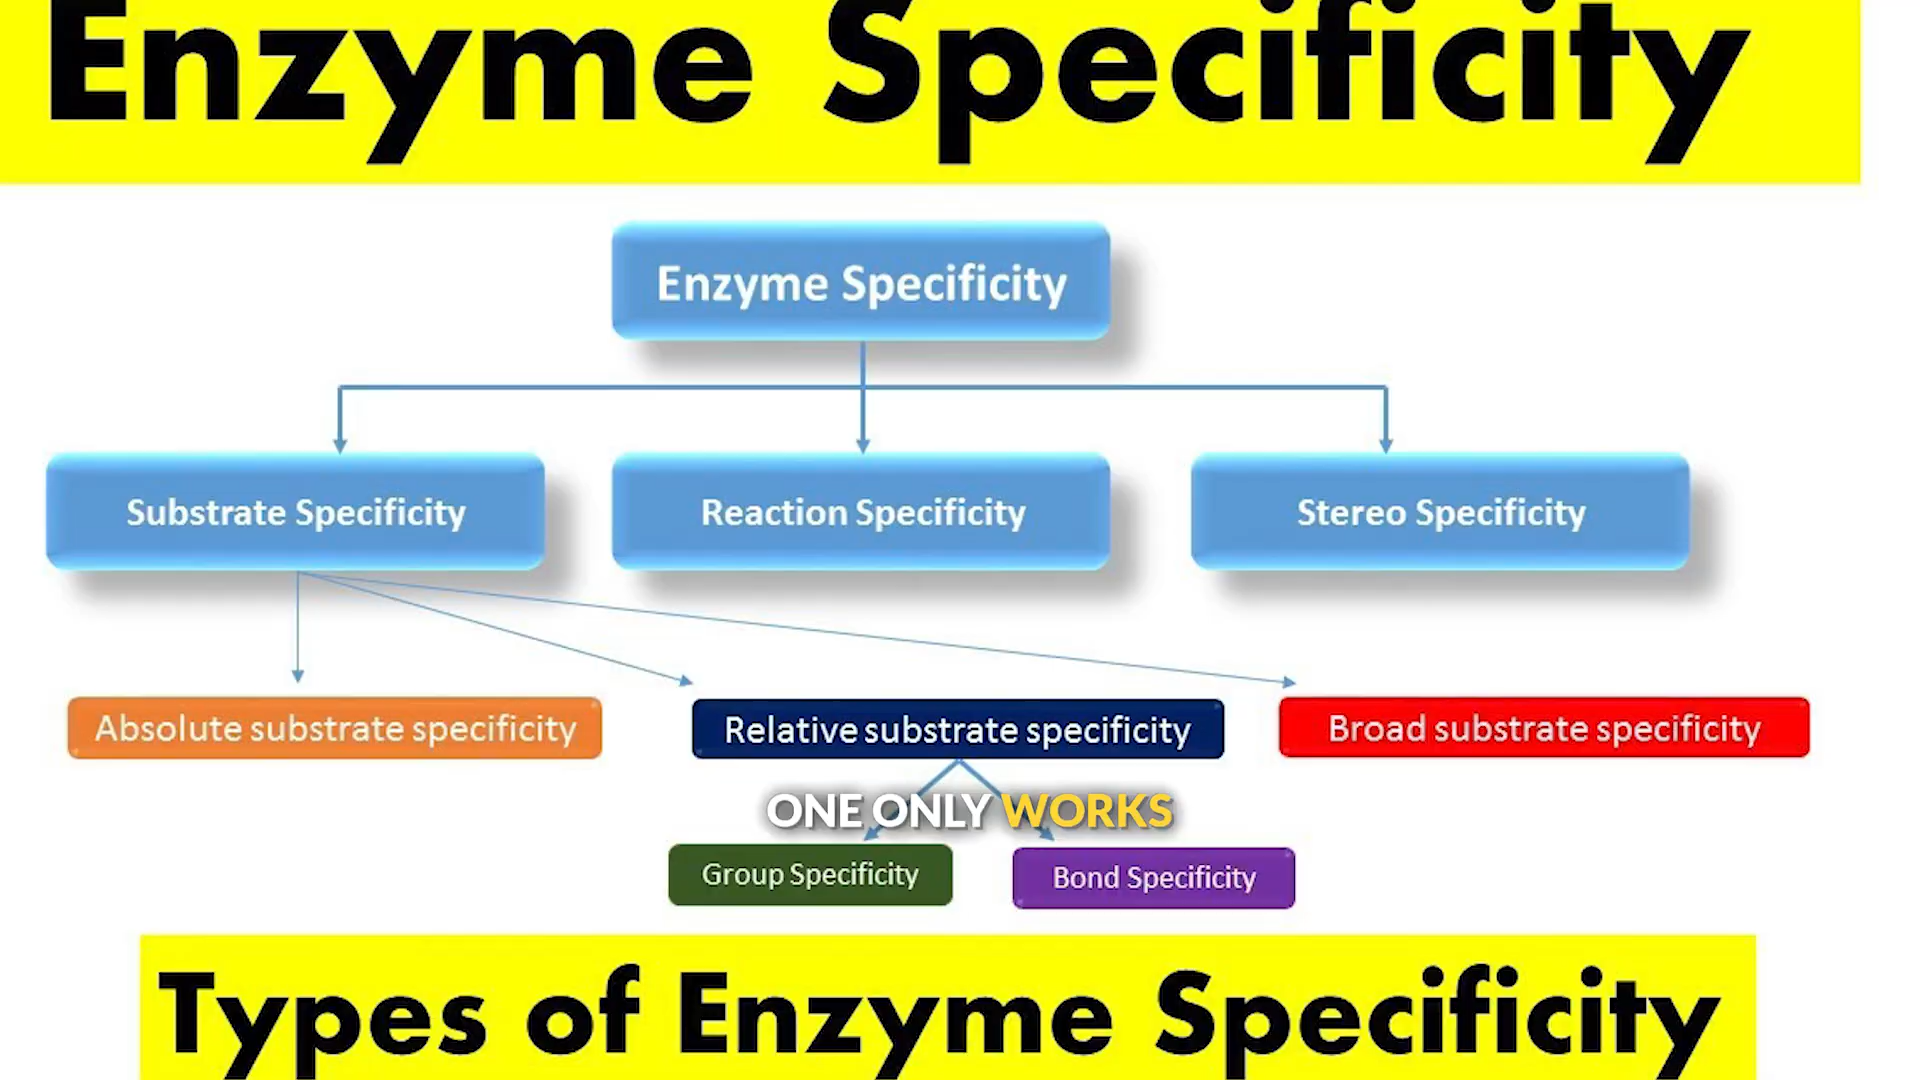 Enzyme Specificity
Enzyme Specificity
Substrate Specificity
Reaction Specificity
Stereo Specificity
Absolute substrate specificity
Relative substrate specificity
Broad substrate specificity
ONE ONLY WORKS
Group Specificity
Bond Specificity
Types of Enzyme Specificity